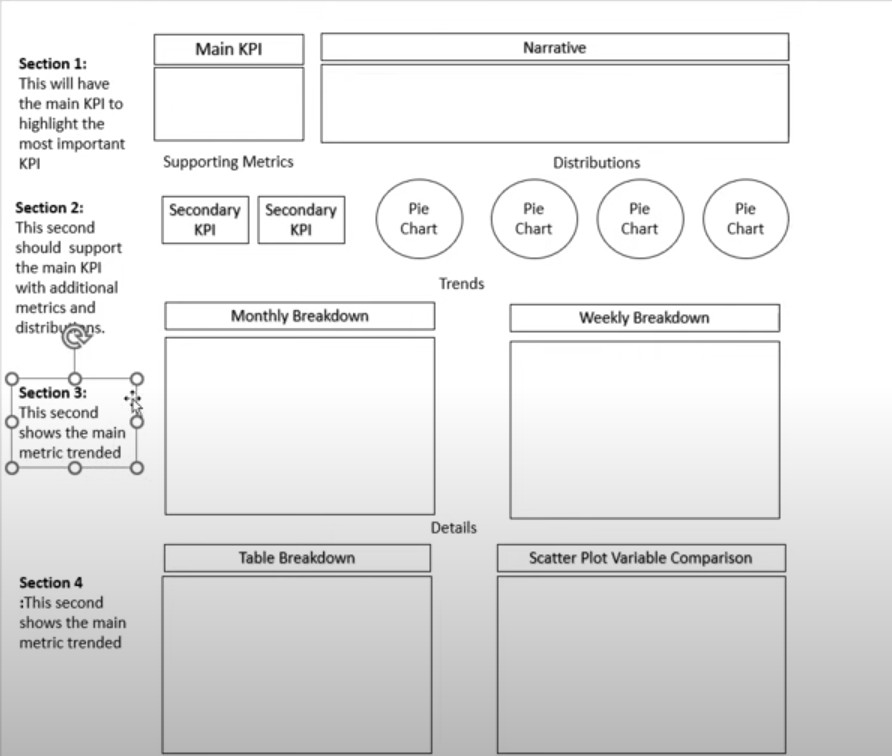 Main KPI
Narrative
Section 1:
This will have
the main KPI to
highlight the
most important
KPI
Supporting Metrics
Distributions
Section 2:
This second
should  support
the main KPI
with additional
metrics and
distributions.
Secondary
KPI
Secondary
KPI
Pie
Chart
Pie
Chart
Pie
Chart
Pie
Chart
Trends
Monthly Breakdown
Weekly Breakdown
Section 3:
This second
shows the main
metric trended
Details
Table Breakdown
Scatter Plot Variable Comparison
Section 4
:This second
shows the main
metric trended